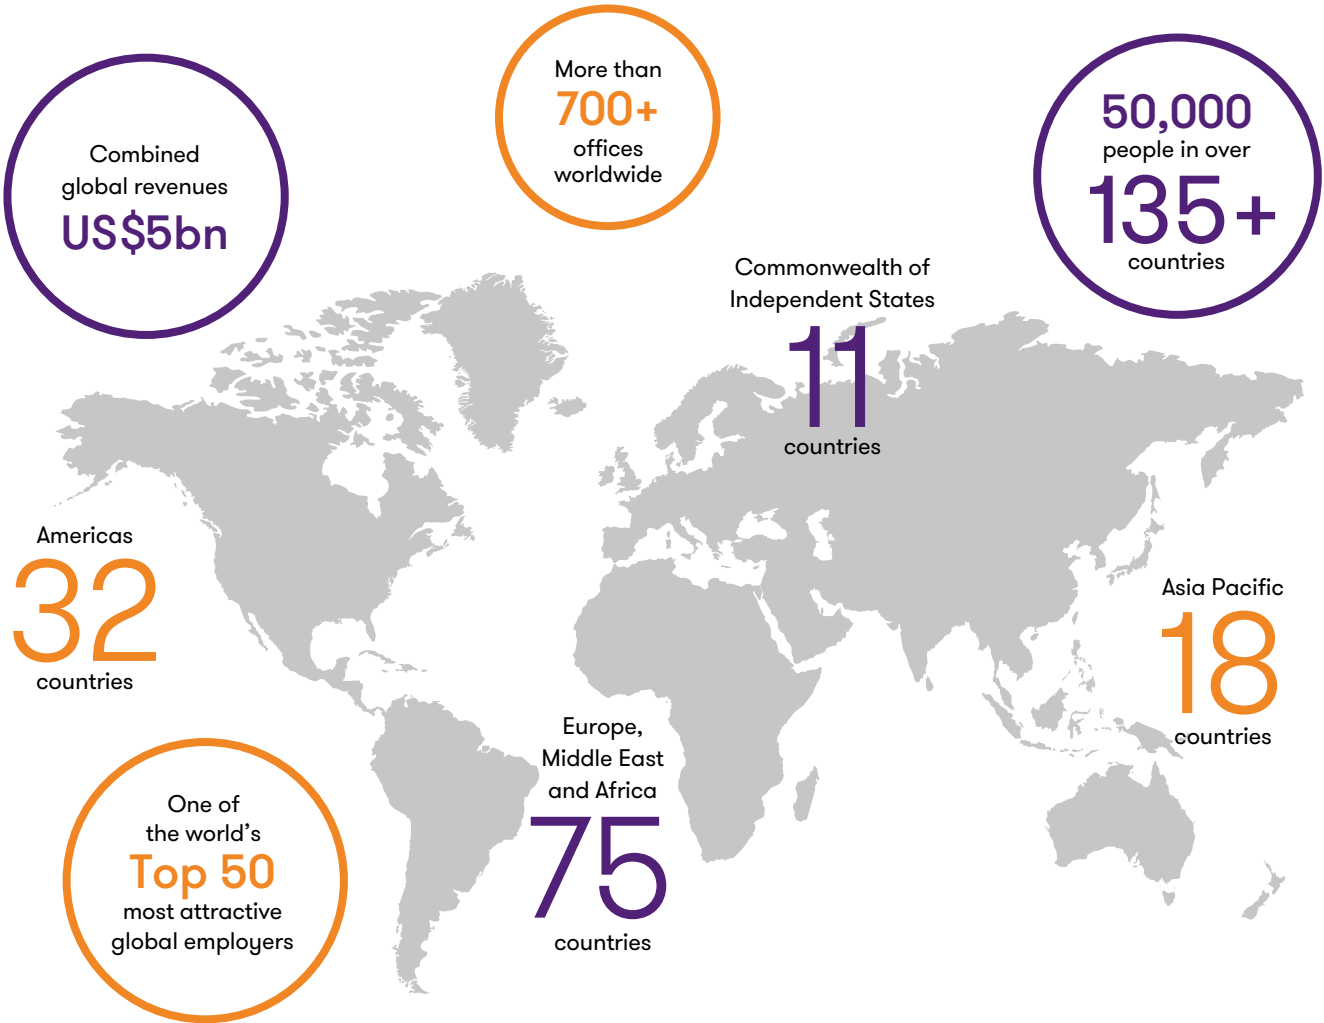 More than
700+
offices
worldwide
Combined
global revenues
US$5bn
50,000
people in over
135+
countries
Commonwealth of
Independent States
11
countries
Americas
32
countries
Asia Pacific
18
countries
Europe,
Middle East
and Africa
75
countries
One of
the world's
Top 50
most attractive
global employers